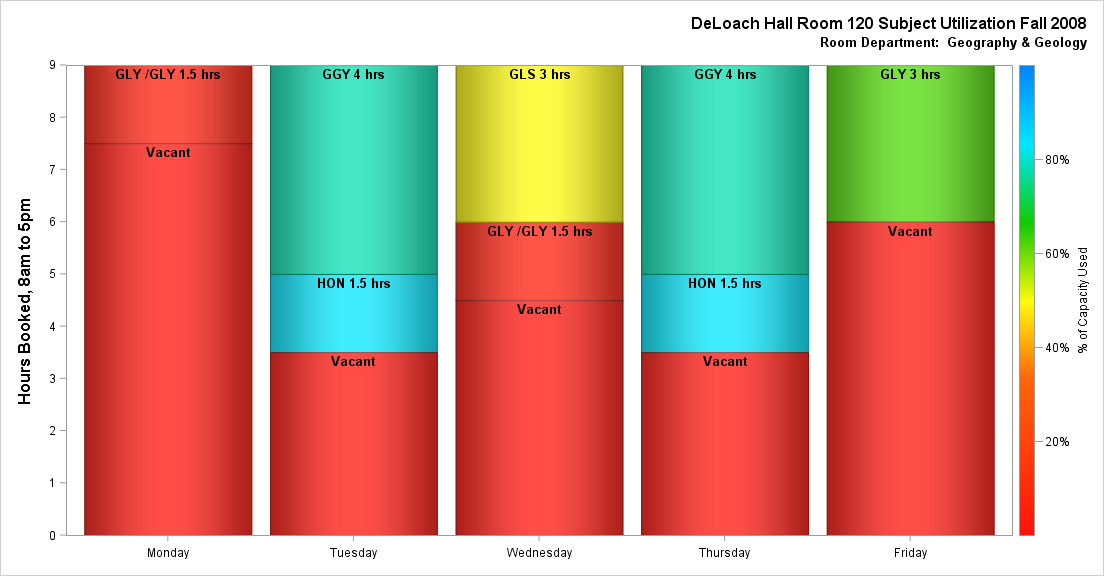 DeLoach Hall Room 120 Subject Utilization Fall 2008
Room Department:  Geography & Geology
Hours Booked, 8am to 5pm
9
8
7
6
5
4
3
2
1
0
GLY /GLY 1.5 hrs
Vacant
GGY 4 hrs
HON 1.5 hrs
Vacant
GLS 3 hrs
GLY /GLY 1.5 hrs
Vacant
GGY 4 hrs
HON 1.5 hrs
Vacant
GLY 3 hrs
Vacant
Monday
Tuesday
Wednesday
Thursday
Friday
80%
60%
40%
20%
% of Capacity Used